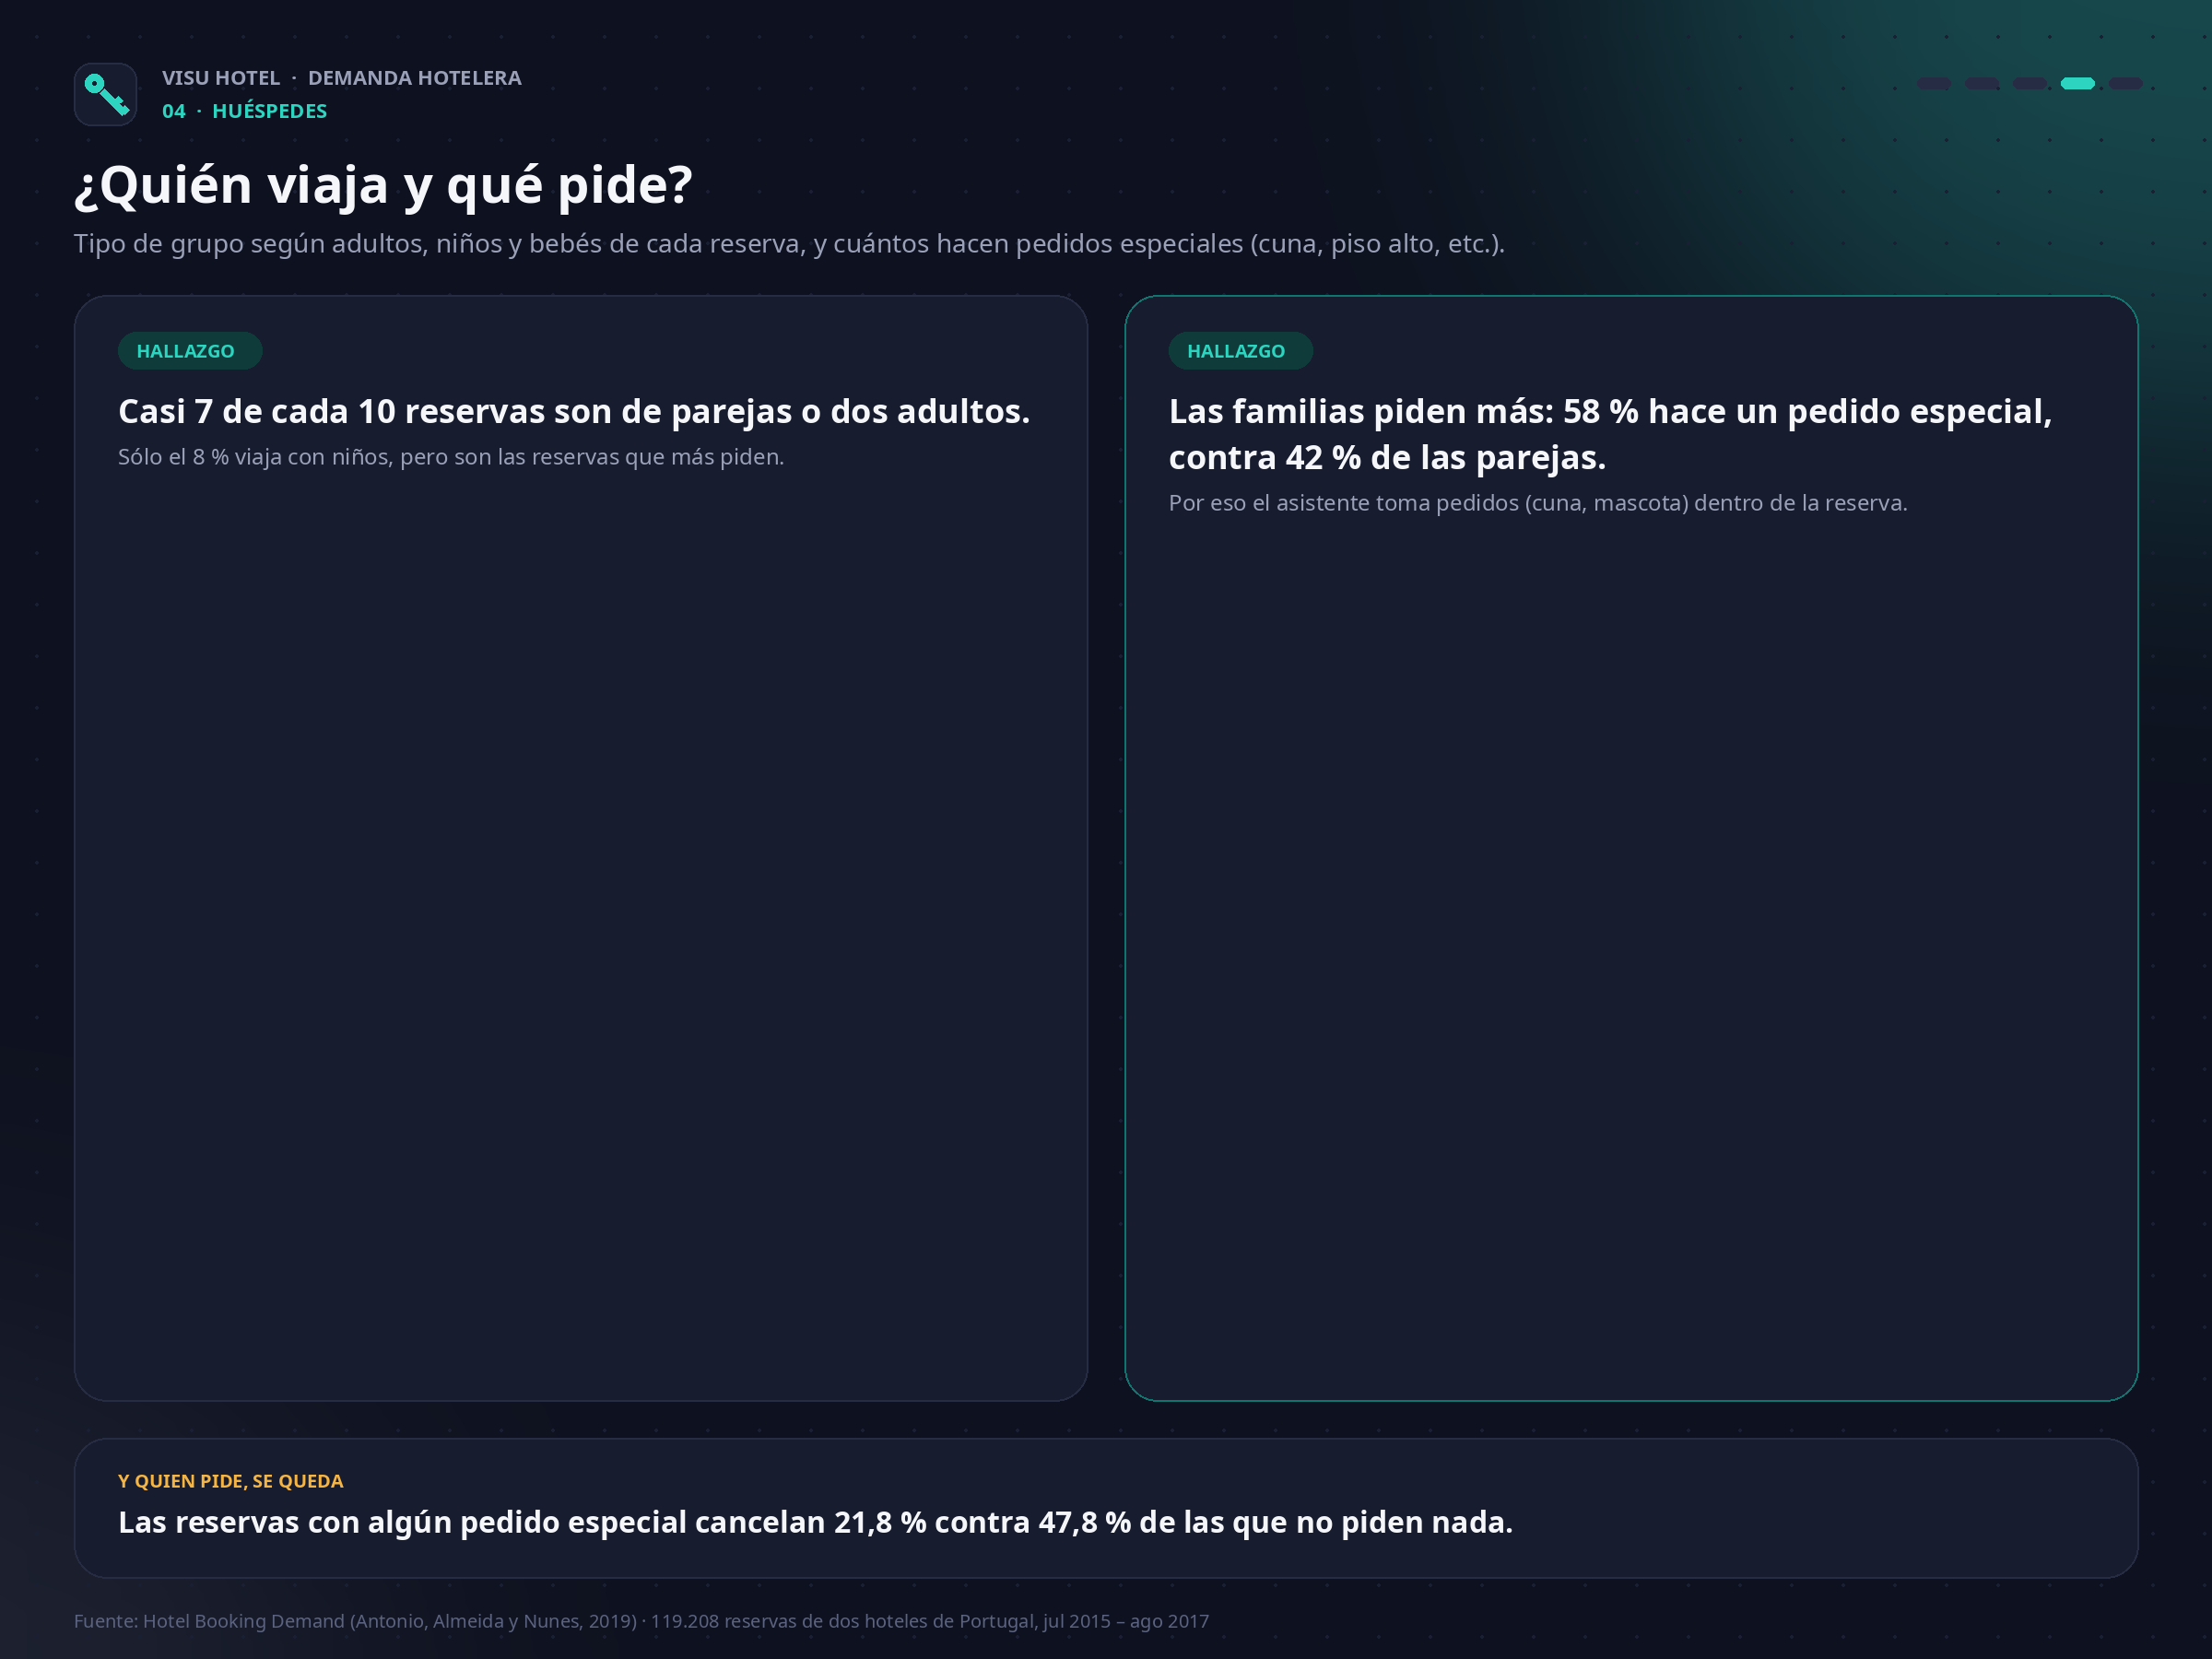 VISU HOTEL · DEMANDA HOTELERA
04 · HUÉSPEDES
¿Quién viaja y qué pide?
Tipo de grupo según adultos, niños y bebés de cada reserva, y cuántos hacen pedidos especiales (cuna, piso alto, etc.).
HALLAZGO
Casi 7 de cada 10 reservas son de parejas o dos adultos.
Sólo el 8 % viaja con niños, pero son las reservas que más piden.
HALLAZGO
Las familias piden más: 58 % hace un pedido especial,
contra 42 % de las parejas.
Por eso el asistente toma pedidos (cuna, mascota) dentro de la reserva.
Y QUIEN PIDE, SE QUEDA
Las reservas con algún pedido especial cancelan 21,8 % contra 47,8 % de las que no piden nada.
Fuente: Hotel Booking Demand (Antonio, Almeida y Nunes, 2019) · 119.208 reservas de dos hoteles de Portugal, jul 2015 – ago 2017